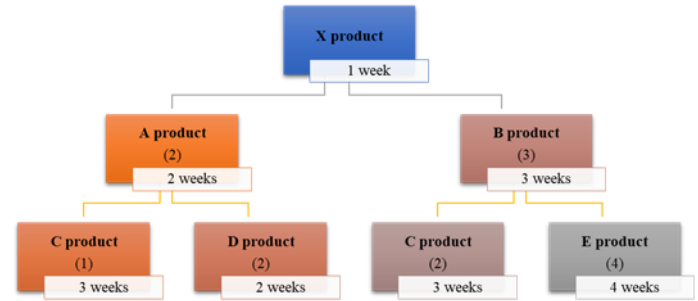 X product
1 week
A product
(2)
2 weeks
B product
(3)
3 weeks
C product
(1)
3 weeks
D product
(2)
2 weeks
C product
(2)
3 weeks
E product
(4)
4 weeks